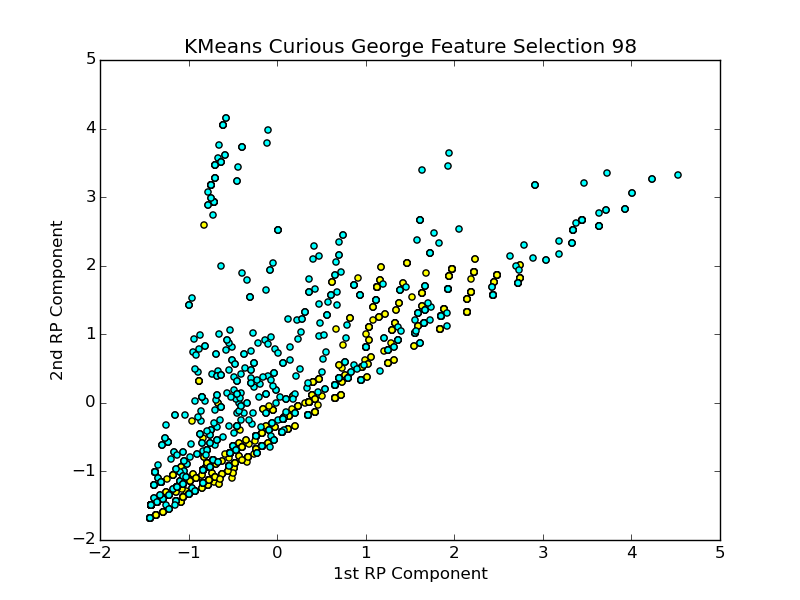 KMeans Curious George Feature Selection 98
5
4
3
2
1
0
−1
−2
2nd RP Component
−2 −1 0 1 2 3 4 5
1st RP Component